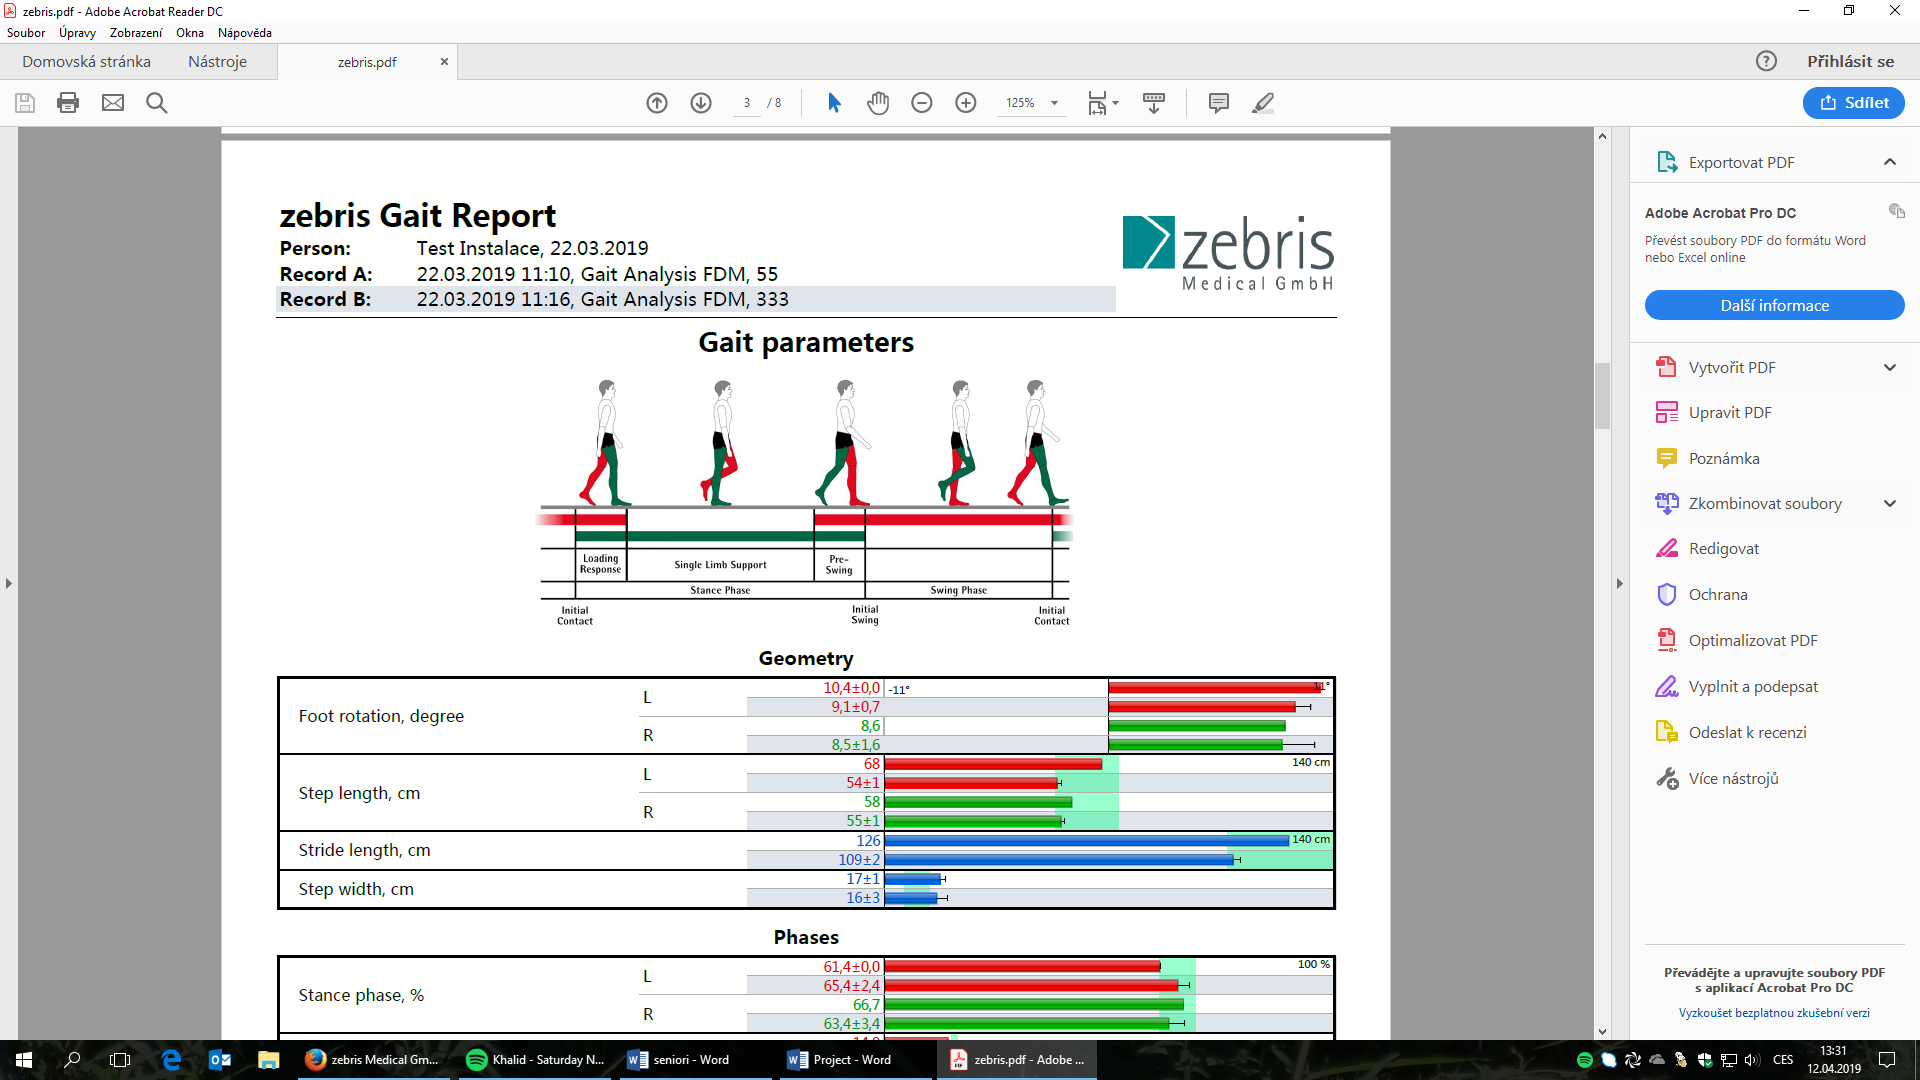 zebris.pdf - Adobe Acrobat Reader DC
Soubor Úpravy Zobrazení Okna Nápověda
Domovská stránka Nástroje zebris.pdf × ? Přihlásit se
3 / 8 125% Sdílet
zebris Gait Report
Person: Test Instalace, 22.03.2019
Record A: 22.03.2019 11:10, Gait Analysis FDM, 55
Record B: 22.03.2019 11:16, Gait Analysis FDM, 333
zebris
Medical GmbH
Gait parameters
Loading Response
Single Limb Support
Pre-Swing
Stance Phase Swing Phase
Initial Contact
Initial Swing
Initial Contact
Geometry
Foot rotation, degree
L
10,4±0,0 -11° 11°
9,1±0,7
R
8,6
8,5±1,6
Step length, cm
L
68 140 cm
54±1
R
58
55±1
Stride length, cm
126 140 cm
109±2
Step width, cm
17±1
16±3
Phases
Stance phase, %
L
61,4±0,0 100 %
65,4±2,4
R
66,7
63,4±3,4
Exportovat PDF
Adobe Acrobat Pro DC
Převést soubory PDF do formátu Word
nebo Excel online
Další informace
Vytvořit PDF
Upravit PDF
Poznámka
Zkombinovat soubory
Redigovat
Ochrana
Optimalizovat PDF
Vyplnit a podepsat
Odeslat k recenzi
Více nástrojů
Převádějte a upravujte soubory PDF
s aplikací Acrobat Pro DC
Vyzkoušet bezplatnou zkušební verzi
zebris Medical Gm... Khalid - Saturday N... seniori - Word Project - Word zebris.pdf - Adobe ... CES 13:31
12.04.2019